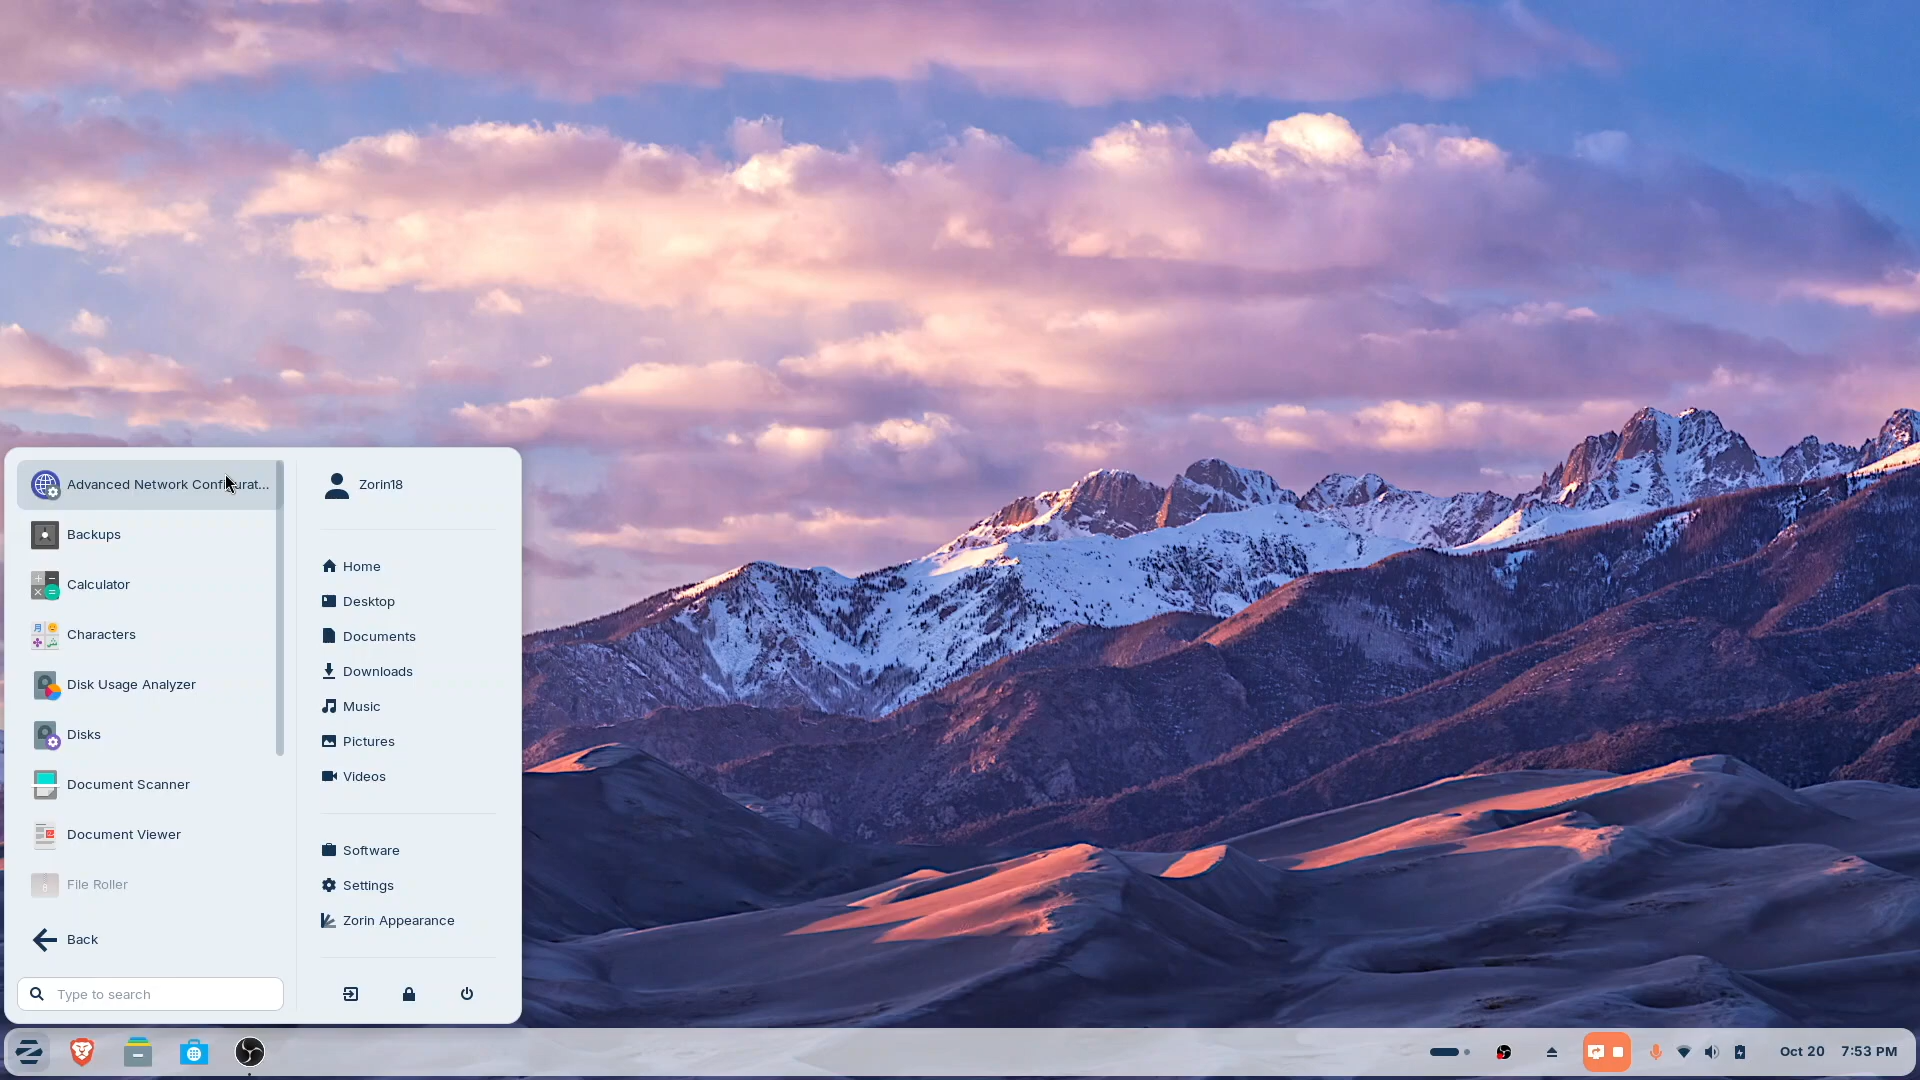 Advanced Network Configurat...
Backups
Calculator
Characters
Disk Usage Analyzer
Disks
Document Scanner
Document Viewer
File Roller
Back
Type to search
Zorin18
Home
Desktop
Documents
Downloads
Music
Pictures
Videos
Software
Settings
Zorin Appearance
Oct 20 7:53 PM